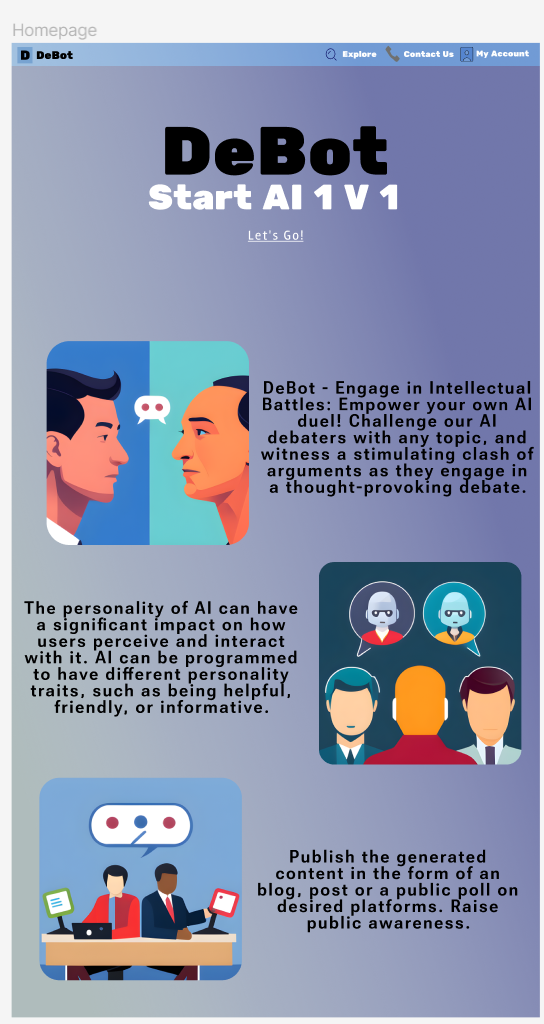 Homepage
D DeBot Explore Contact Us My Account
DeBot
Start AI 1 V 1
Let's Go!
DeBot - Engage in Intellectual
Battles: Empower your own AI
duel! Challenge our AI
debaters with any topic, and
witness a stimulating clash of
arguments as they engage in
a thought-provoking debate.
The personality of AI can have
a significant impact on how
users perceive and interact
with it. AI can be programmed
to have different personality
traits, such as being helpful,
friendly, or informative.
Publish the generated
content in the form of an
blog, post or a public poll on
desired platforms. Raise
public awareness.